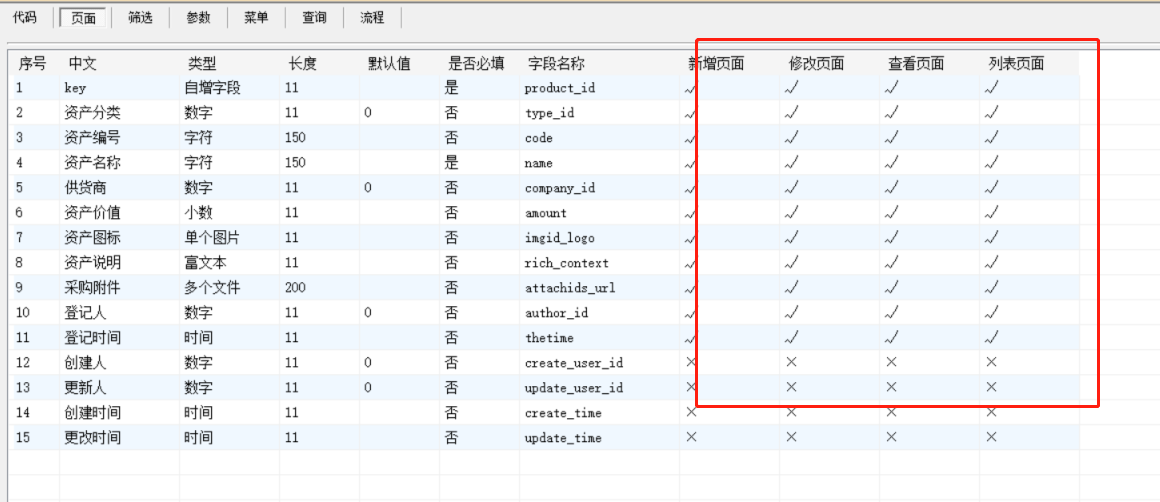 代码 页面 筛选 参数 菜单 查询 流程
序号 中文 类型 长度 默认值 是否必填 字段名称 新增页面 修改页面 查看页面 列表页面
1 key 自增字段 11 是 product_id ✓ ✓ ✓ ✓
2 资产分类 数字 11 0 否 type_id ✓ ✓ ✓ ✓
3 资产编号 字符 150 否 code ✓ ✓ ✓ ✓
4 资产名称 字符 150 是 name ✓ ✓ ✓ ✓
5 供货商 数字 11 0 否 company_id ✓ ✓ ✓ ✓
6 资产价值 小数 11 否 amount ✓ ✓ ✓ ✓
7 资产图标 单个图片 11 否 imgid_logo ✓ ✓ ✓ ✓
8 资产说明 富文本 11 否 rich_context ✓ ✓ ✓ ✓
9 采购附件 多个文件 200 否 attachids_url ✓ ✓ ✓ ✓
10 登记人 数字 11 0 否 author_id ✓ ✓ ✓ ✓
11 登记时间 时间 11 否 thetime ✓ ✓ ✓ ✓
12 创建人 数字 11 0 否 create_user_id × × × ×
13 更新人 数字 11 0 否 update_user_id × × × ×
14 创建时间 时间 11 否 create_time × × × ×
15 更改时间 时间 11 否 update_time × × × ×